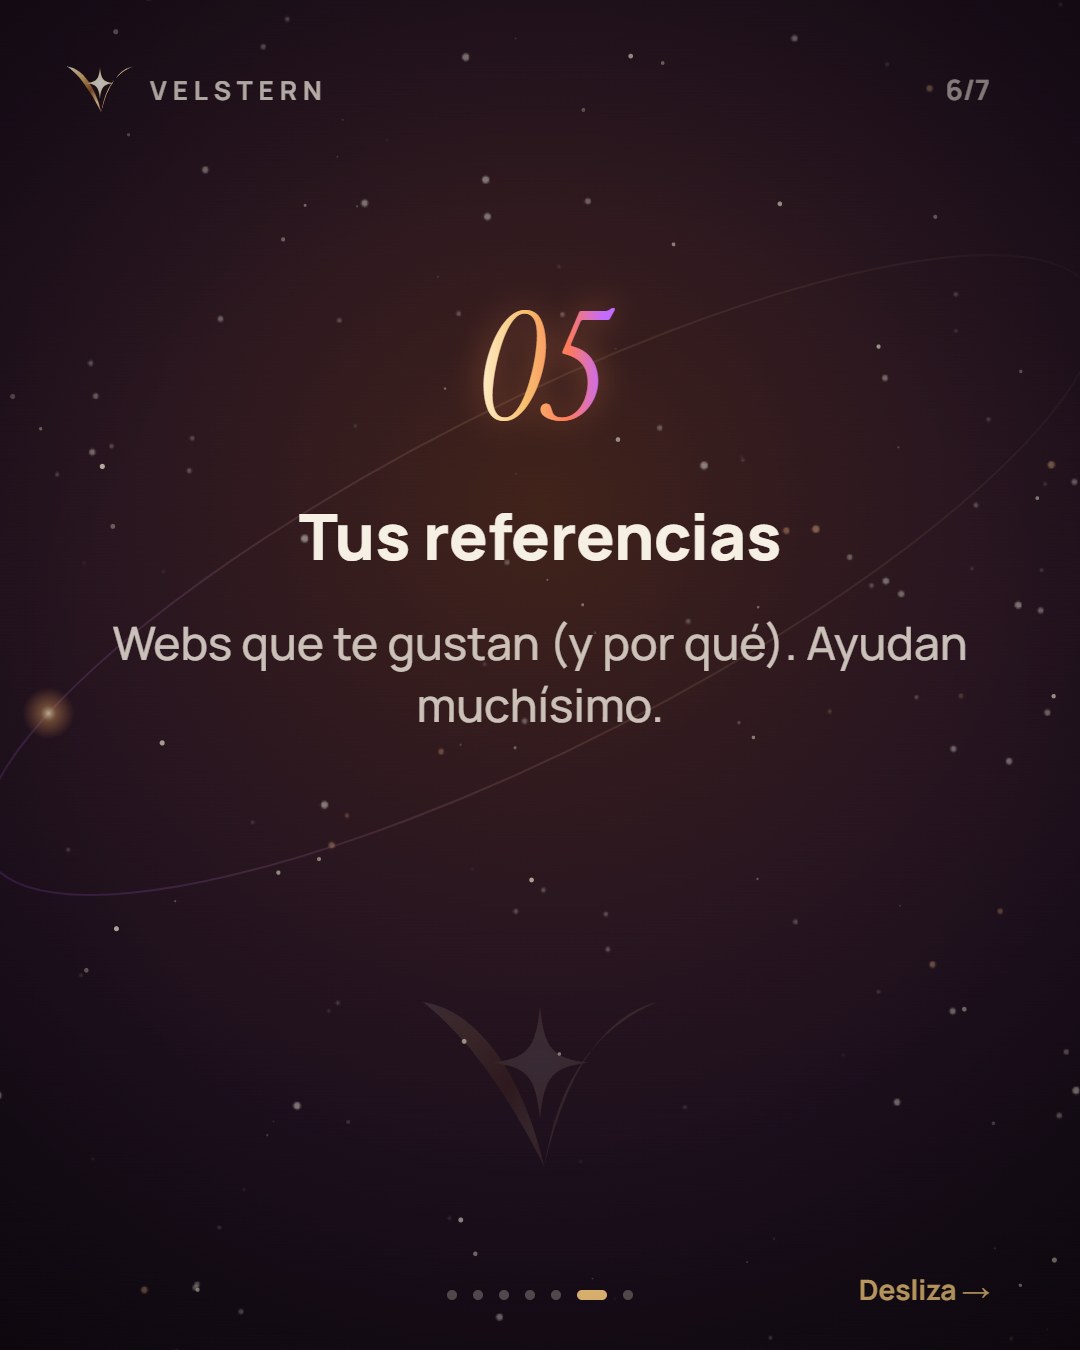 VELSTERN
6/7
05
Tus referencias
Webs que te gustan (y por qué). Ayudan
muchísimo.
Desliza →